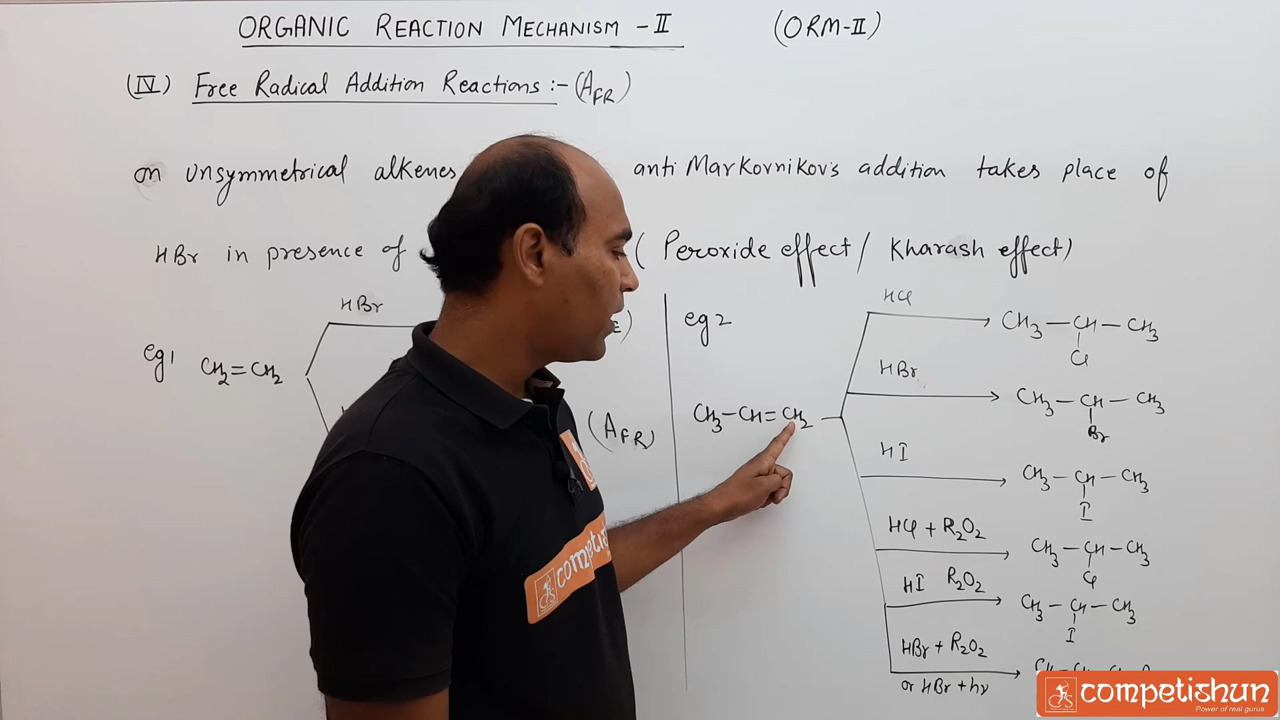 ORGANIC REACTION MECHANISM - II (ORM-II)
(IV) Free Radical Addition Reactions :- (A_FR)
on unsymmetrical alkenes anti Markovnikov's addition takes place of
HBr in presence of ( Peroxide effect / Kharash effect)
eg1 CH₂=CH₂
HBr
(A_FR)
eg2
CH₃-CH=CH₂
HCl
CH₃-CH-CH₃
Cl
HBr
CH₃-CH-CH₃
Br
HI
CH₃-CH-CH₃
I
HCl + R₂O₂
CH₃-CH-CH₃
Cl
HI R₂O₂
CH₃-CH-CH₃
I
HBr + R₂O₂
or HBr + hν
competishun
Power of real gurus